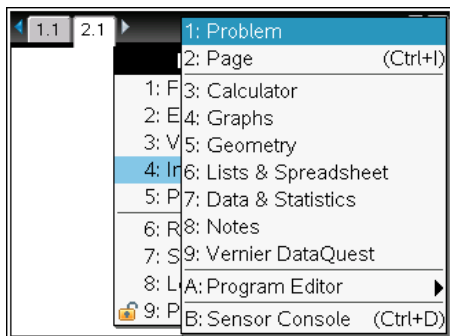 1.1 2.1
1: Problem
2: Page (Ctrl+I)
3: Calculator
4: Graphs
5: Geometry
6: Lists & Spreadsheet
7: Data & Statistics
8: Notes
9: Vernier DataQuest
A: Program Editor
B: Sensor Console (Ctrl+D)
1: F
2: E
3: V
4: In
5: P
6: R
7: S
8: L
9: P